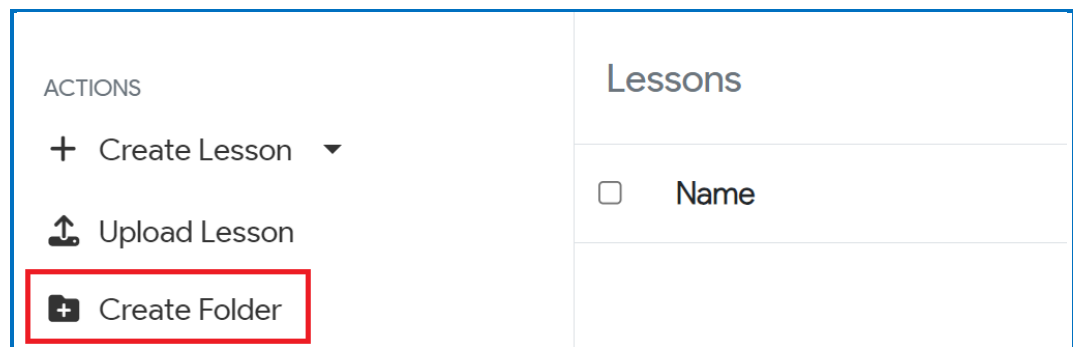 ACTIONS
Create Lesson
Upload Lesson
Create Folder
Lessons
Name